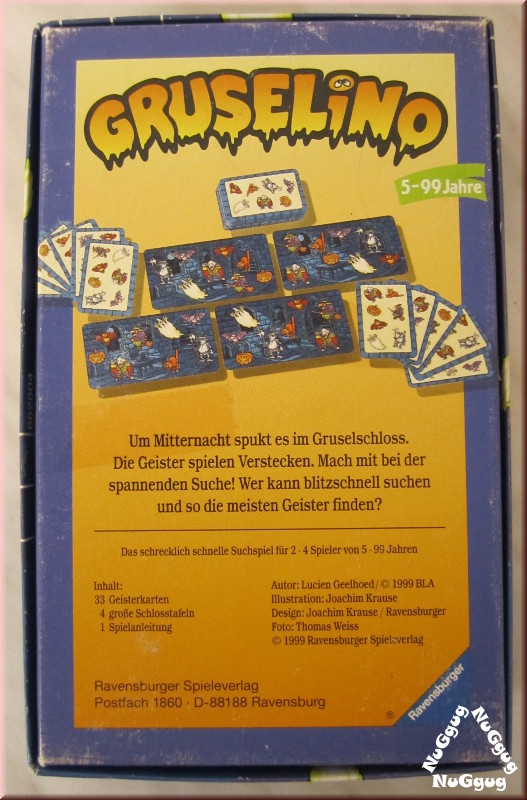 GRUSELINO
5-99 Jahre
Um Mitternacht spukt es im Gruselschloss.
Die Geister spielen Verstecken. Mach mit bei der
spannenden Suche! Wer kann blitzschnell suchen
und so die meisten Geister finden?
Das schrecklich schnelle Suchspiel für 2 - 4 Spieler von 5 - 99 Jahren
Inhalt:
33 Geisterkarten
4 große Schlosstafeln
1 Spielanleitung
Autor: Lucien Geelhoed / © 1999 BLA
Illustration: Joachim Krause
Design: Joachim Krause / Ravensburger
Foto: Thomas Weiss
© 1999 Ravensburger Spieleverlag
Ravensburger Spieleverlag
Postfach 1860 · D-88188 Ravensburg
®
Ravensburger
NuGgug
NuGgug
NuGgug